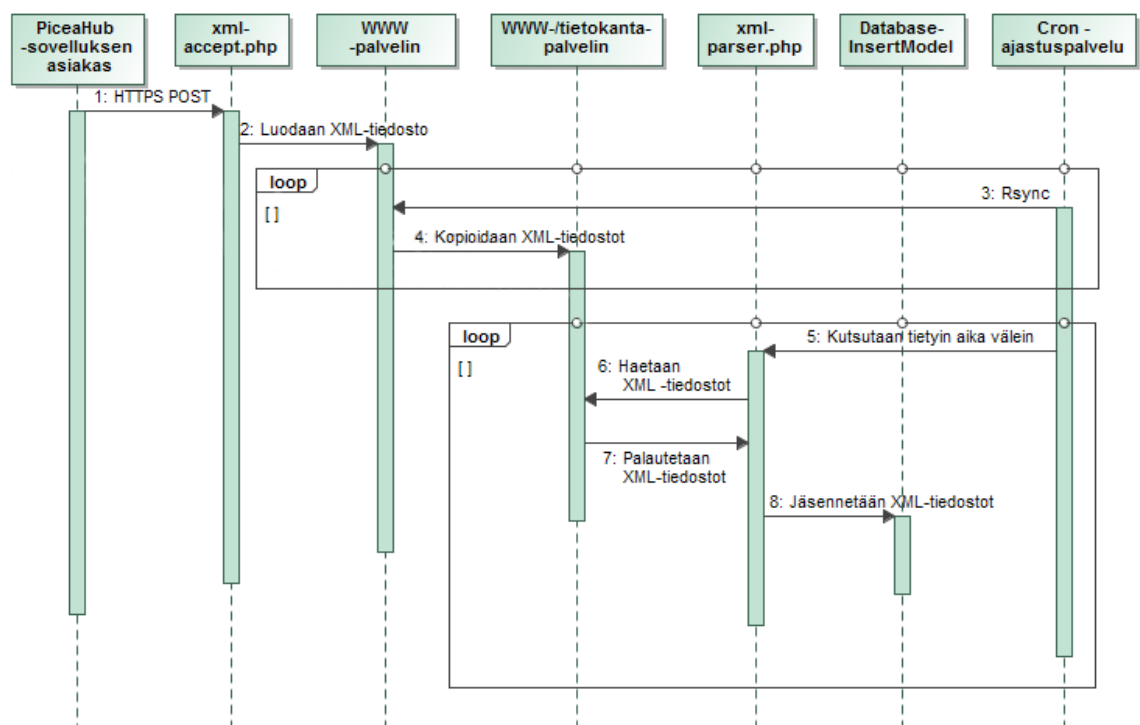 PiceaHub
-sovelluksen
asiakas
xml-
accept.php
WWW
-palvelin
WWW-/tietokanta-
palvelin
xml-
parser.php
Database-
InsertModel
Cron -
ajastuspalvelu
1: HTTPS POST
2: Luodaan XML-tiedosto
loop
[ ]
3: Rsync
4: Kopioidaan XML-tiedostot
loop
[ ]
5: Kutsutaan tietyin aika välein
6: Haetaan
XML -tiedostot
7: Palautetaan
XML-tiedostot
8: Jäsennetään XML-tiedostot